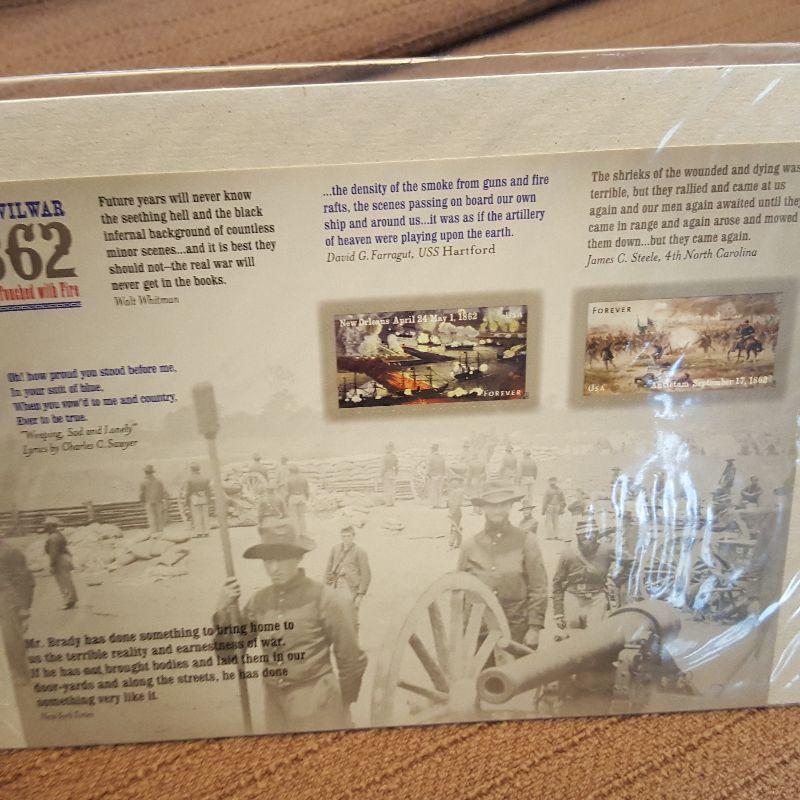 VILWAR
862
Touched with Fire
Future years will never know
the seething hell and the black
infernal background of countless
minor scenes...and it is best they
should not–the real war will
never get in the books.
Walt Whitman
...the density of the smoke from guns and fire
rafts, the scenes passing on board our own
ship and around us...it was as if the artillery
of heaven were playing upon the earth.
David G. Farragut, USS Hartford
The shrieks of the wounded and dying was
terrible, but they rallied and came at us
again and our men again awaited until they
came in range and again arose and mowed
them down...but they came again.
James C. Steele, 4th North Carolina
New Orleans April 24-May 1, 1862 USA
FOREVER
FOREVER
USA
Antietam September 17, 1862
Oh! how proud you stood before me,
In your suit of blue,
When you vow'd to me and country,
Ever to be true.
"Weeping, Sad and Lonely"
Lyrics by Charles C. Sawyer
Mr. Brady has done something to bring home to
us the terrible reality and earnestness of war.
If he has not brought bodies and laid them in our
door-yards and along the streets, he has done
something very like it.
New York Times